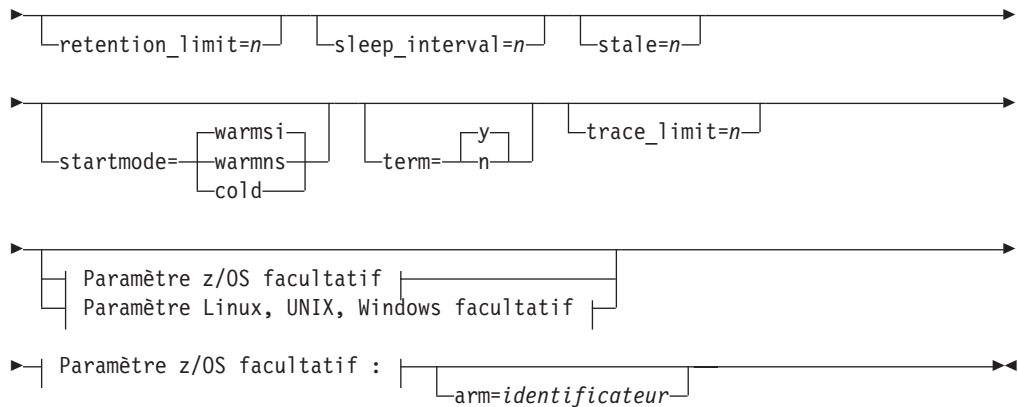 retention_limit=n sleep_interval=n stale=n
warmsi y trace_limit=n
startmode= warmns term= n
cold
Paramètre z/OS facultatif
Paramètre Linux, UNIX, Windows facultatif
Paramètre z/OS facultatif :
arm=identificateur